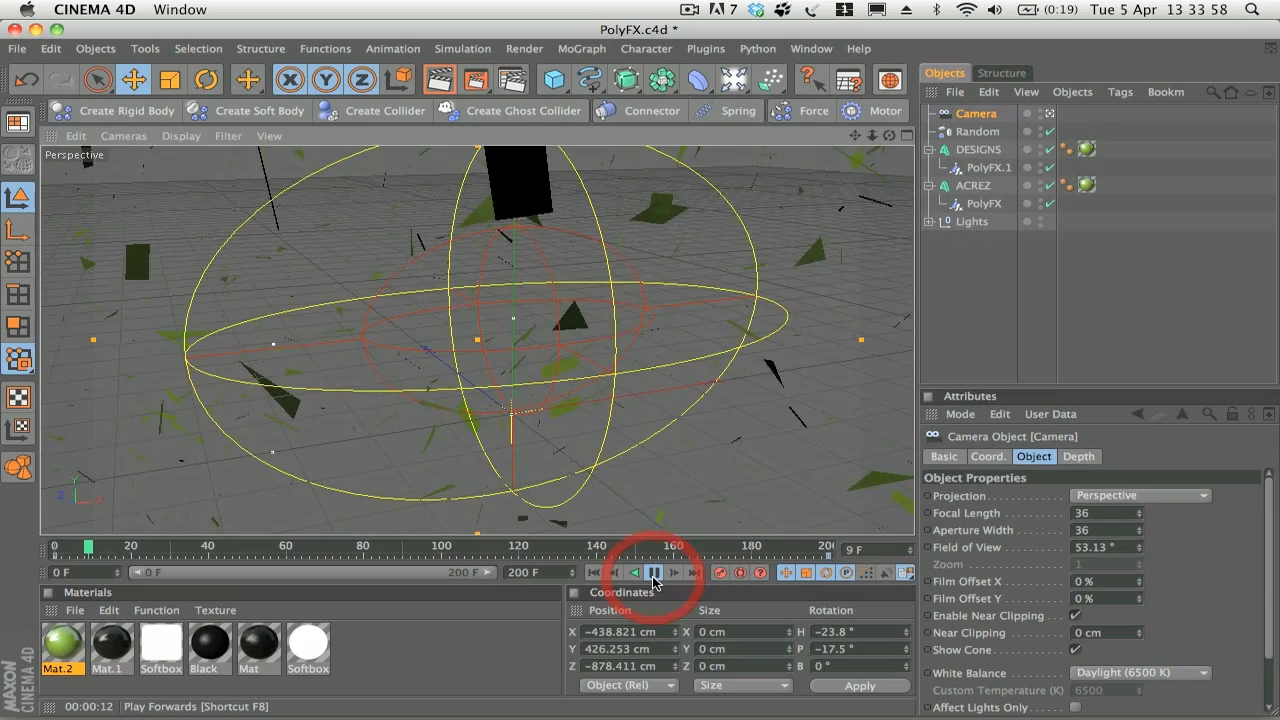 CINEMA 4D Window 7 1 (0:19) Tue 5 Apr 13 33 58
PolyFX.c4d *
File Edit Objects Tools Selection Structure Functions Animation Render MoGraph Character Plugins Python Window Help
X Y Z
Create Rigid Body Create Soft Body Create Collider Create Ghost Collider Connector Spring Force Motor
Edit Cameras Display Filter View
Perspective
Y
Z
0 20 40 60 80 100 120 140 160 180 20 9 F
0 F 0 F 200 F 200 F
Materials
File Edit Function Texture
Mat.2 Mat.1 Softbox Black Mat Softbox
Coordinates
Position Size Rotation
X -438.821 cm X 0 cm H -23.8 °
Y 426.253 cm Y 0 cm P -17.5 °
Z -878.411 cm Z 0 cm B 0 °
Object (Rel) Size Apply
00:00:12 Play Forwards [Shortcut F8]
MAXON
CINEMA 4D
Objects Structure
File Edit View Objects Tags Bookm
Camera
Random
DESIGNS
PolyFX.1
ACREZ
PolyFX
Lights
Attributes
Mode Edit User Data
Camera Object [Camera]
Basic Coord. Object Depth
Object Properties
Projection Perspective
Focal Length 36
Aperture Width 36
Field of View 53.13 °
Zoom 1
Film Offset X 0 %
Film Offset Y 0 %
Enable Near Clipping
Near Clipping 0 cm
Show Cone
White Balance Daylight (6500 K)
Custom Temperature (K) 6500
Affect Lights Only